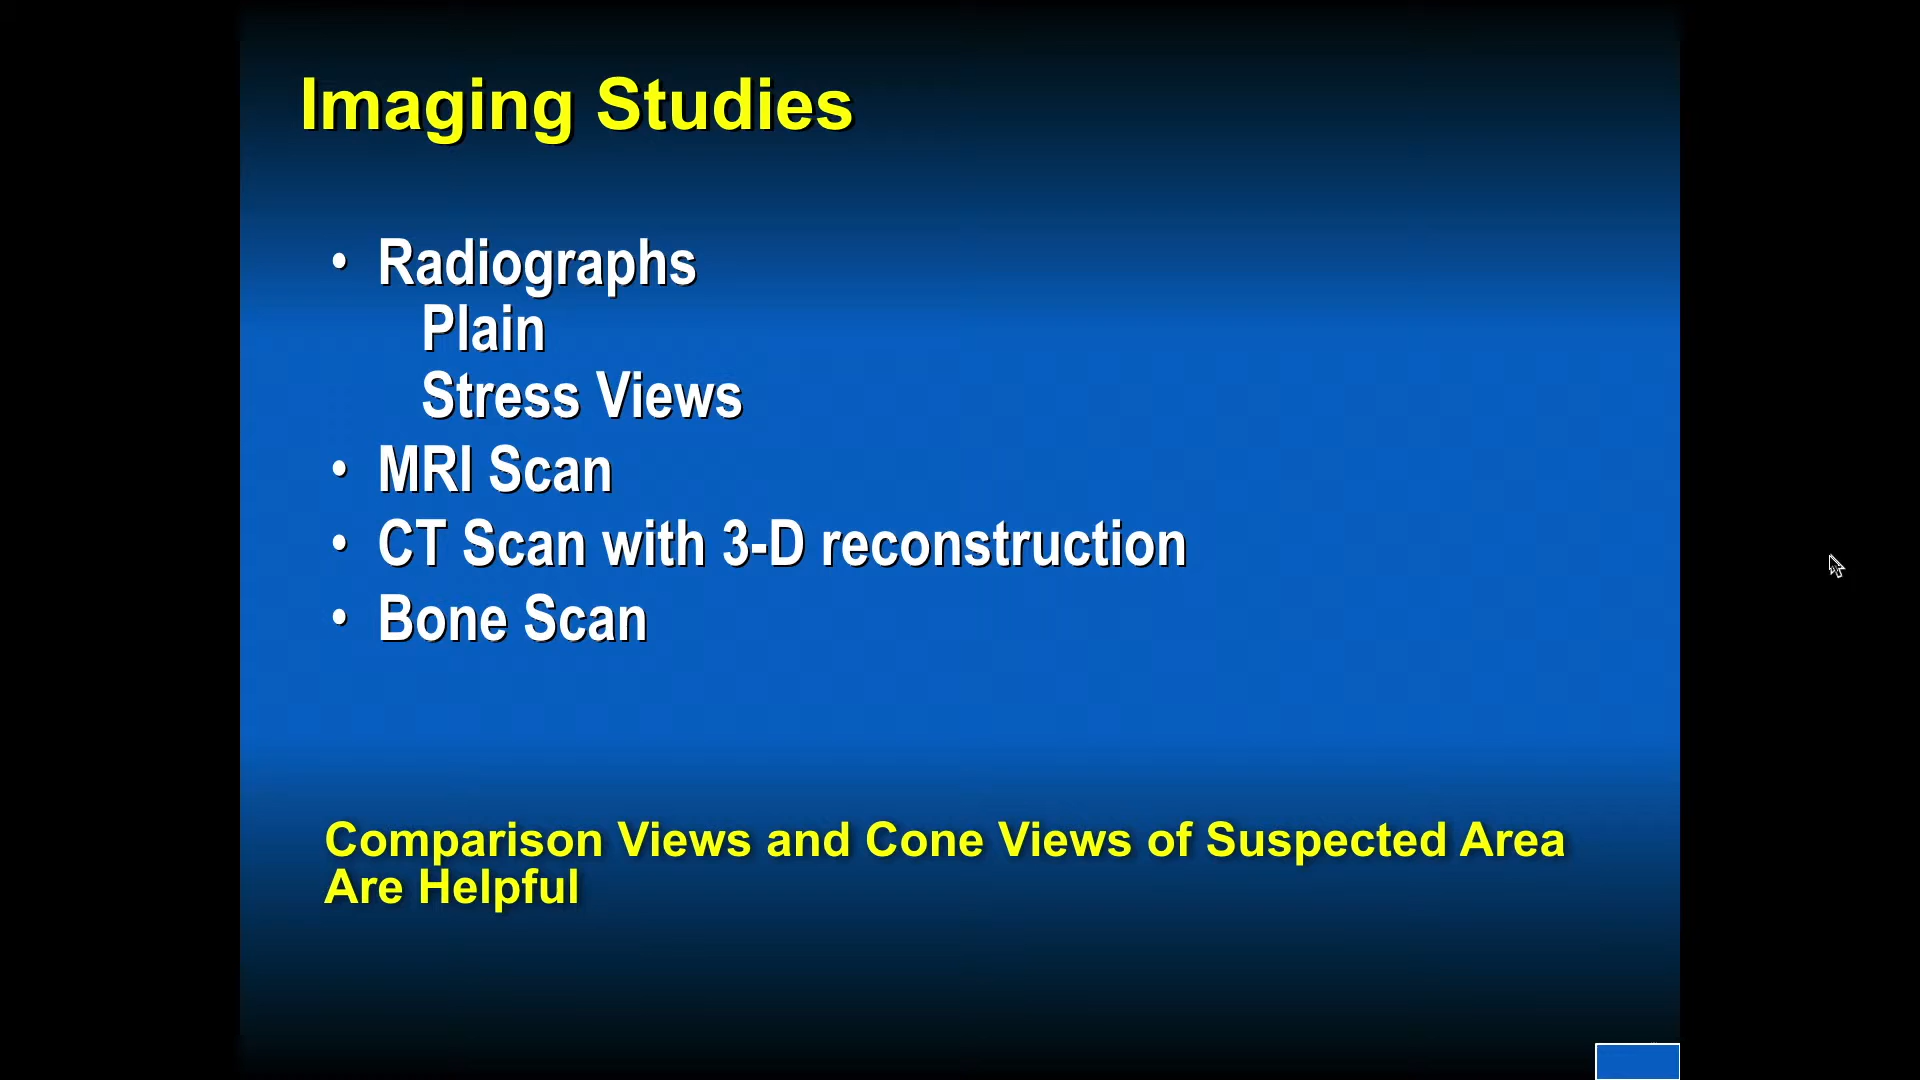 Imaging Studies
• Radiographs
Plain
Stress Views
• MRI Scan
• CT Scan with 3-D reconstruction
• Bone Scan
Comparison Views and Cone Views of Suspected Area
Are Helpful